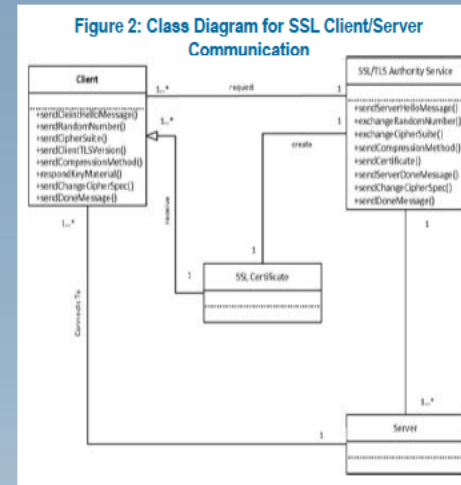 Figure 2: Class Diagram for SSL Client/Server
Communication
Client
+sendCleintHelloMessage()
+sendRandomNumber()
+sendCipherSuite()
+sendClientTLSVersion()
+sendCompressionMethod()
+respondKeyMaterial()
+sendChangeCipherSpec()
+sendDoneMessage()
1..*
request
1
SSL/TLS Authority Service
+sendServerHelloMessage()
+exchangeRandomNumber()
+exchangeCipherSuite()
+sendCompressionMethod()
+sendCertificate()
+sendServerDoneMessage()
+sendChangeCipherSpec()
+sendDoneMessage()
1..*
1
create
receive
1..*
1
1
SSL Certificate
1
Connects To
1..*
1
Server